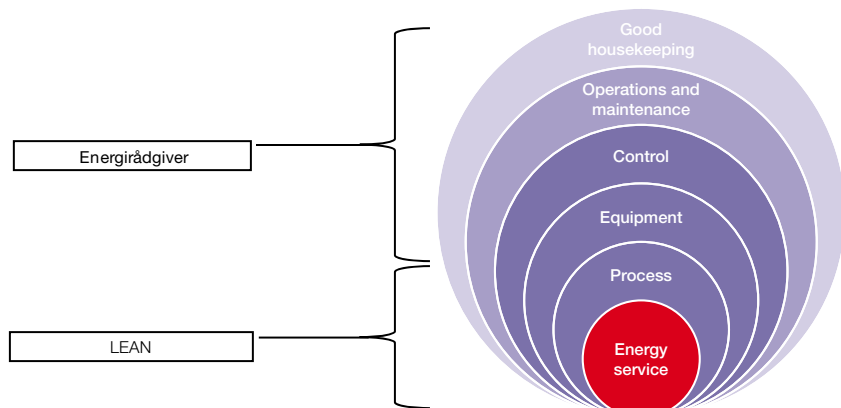 Good
housekeeping
Operations and
maintenance
Energirådgiver
Control
Equipment
Process
LEAN
Energy
service